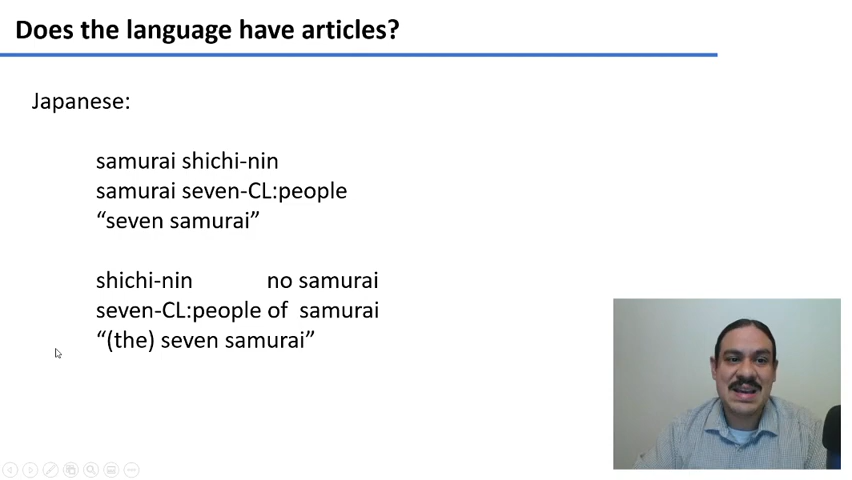 Does the language have articles?
Japanese:
samurai shichi-nin
samurai seven-CL:people
“seven samurai”
shichi-nin no samurai
seven-CL:people of samurai
“(the) seven samurai”